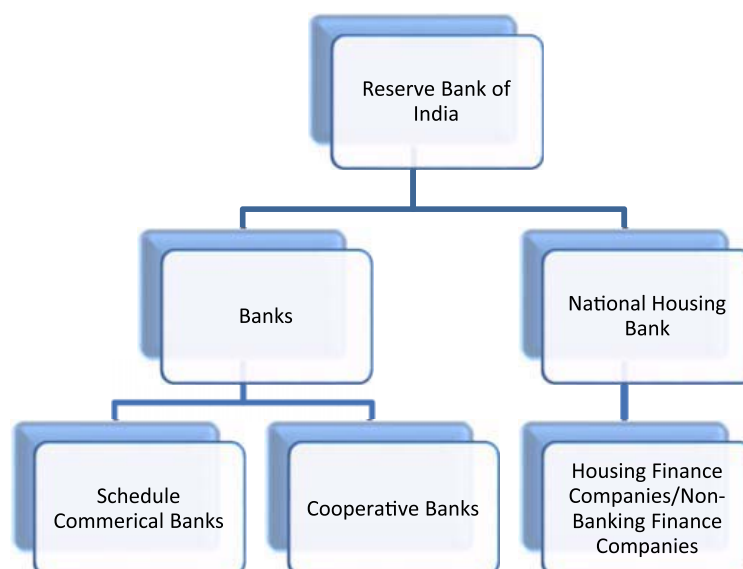 Reserve Bank of
India
Banks
National Housing
Bank
Schedule
Commerical Banks
Cooperative Banks
Housing Finance
Companies/Non-
Banking Finance
Companies